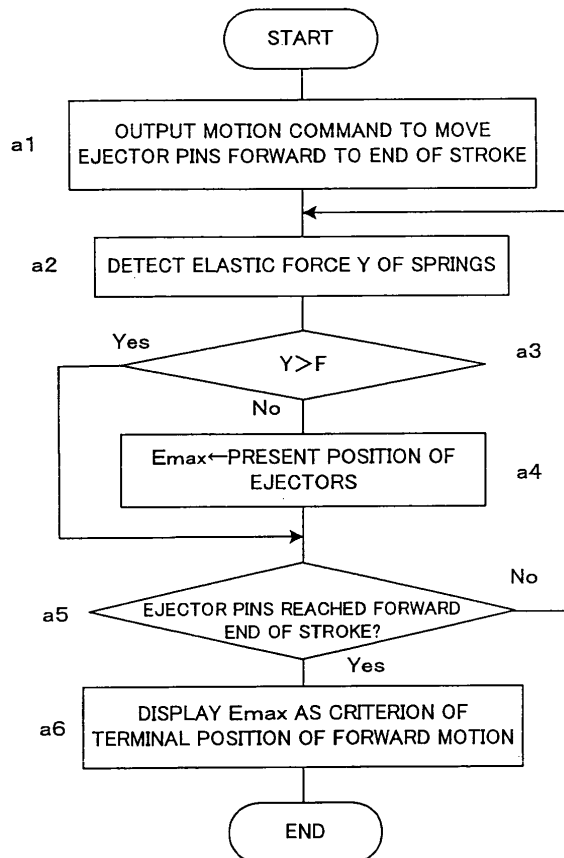 START
a1
OUTPUT MOTION COMMAND TO MOVE
EJECTOR PINS FORWARD TO END OF STROKE
a2
DETECT ELASTIC FORCE Y OF SPRINGS
Yes
Y>F
a3
No
Emax←PRESENT POSITION OF
EJECTORS
a4
No
a5
EJECTOR PINS REACHED FORWARD
END OF STROKE?
Yes
a6
DISPLAY Emax AS CRITERION OF
TERMINAL POSITION OF FORWARD MOTION
END